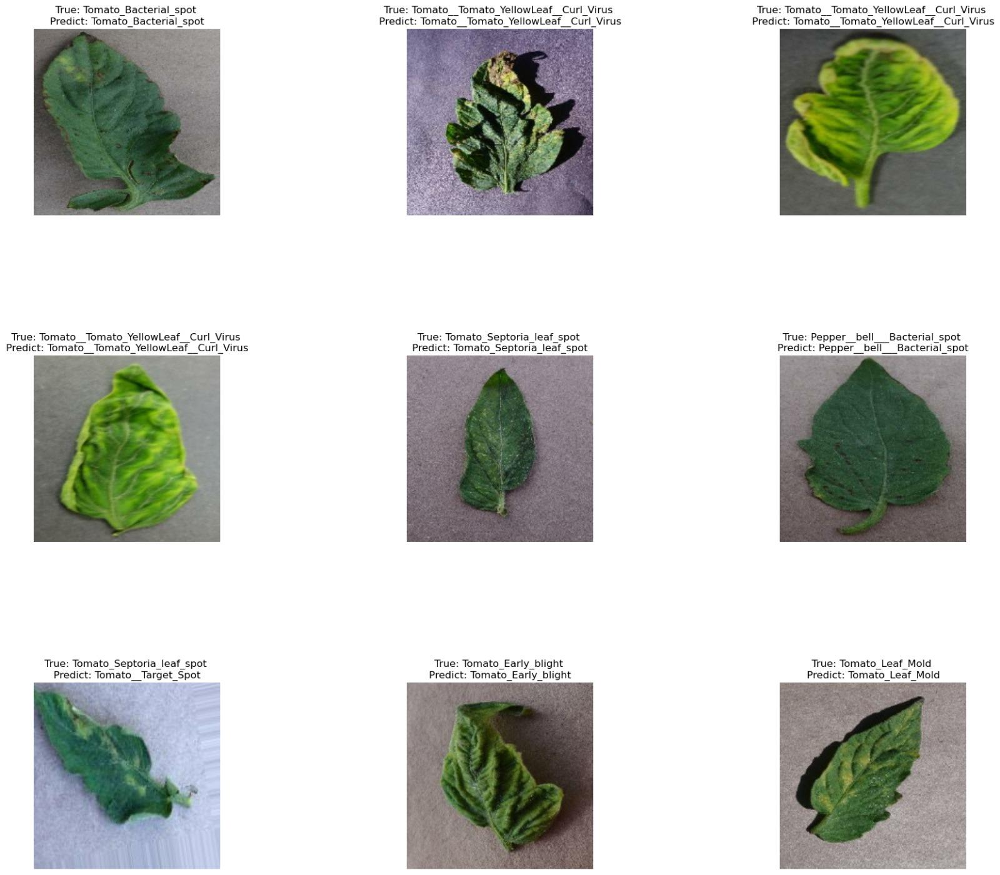 True: Tomato_Bacterial_spot
Predict: Tomato_Bacterial_spot
True: Tomato__Tomato_YellowLeaf__Curl_Virus
Predict: Tomato__Tomato_YellowLeaf__Curl_Virus
True: Tomato__Tomato_YellowLeaf__Curl_Virus
Predict: Tomato__Tomato_YellowLeaf__Curl_Virus
True: Tomato__Tomato_YellowLeaf__Curl_Virus
Predict: Tomato__Tomato_YellowLeaf__Curl_Virus
True: Tomato_Septoria_leaf_spot
Predict: Tomato_Septoria_leaf_spot
True: Pepper__bell___Bacterial_spot
Predict: Pepper__bell___Bacterial_spot
True: Tomato_Septoria_leaf_spot
Predict: Tomato__Target_Spot
True: Tomato_Early_blight
Predict: Tomato_Early_blight
True: Tomato_Leaf_Mold
Predict: Tomato_Leaf_Mold